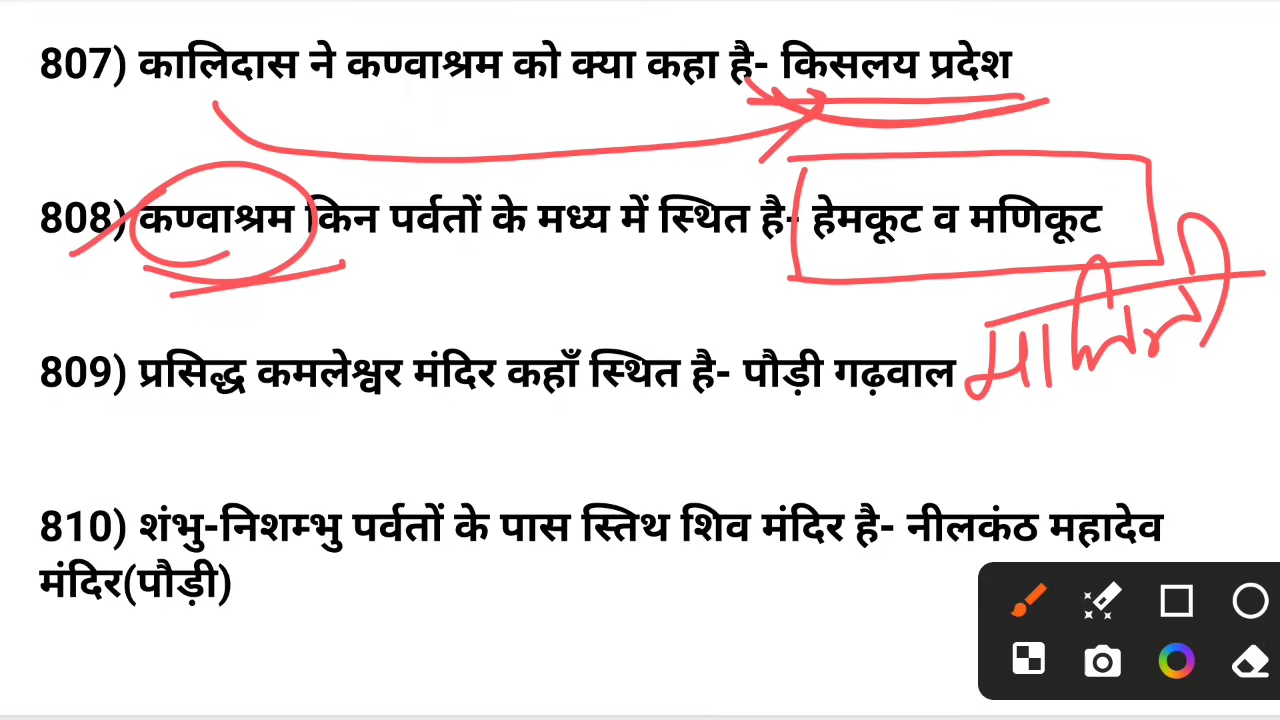 807) कालिदास ने कण्वाश्रम को क्या कहा है- किसलय प्रदेश
808) कण्वाश्रम किन पर्वतों के मध्य में स्थित है- हेमकूट व मणिकूट
मालिनी
809) प्रसिद्ध कमलेश्वर मंदिर कहाँ स्थित है- पौड़ी गढ़वाल
810) शंभु-निशम्भु पर्वतों के पास स्तिथ शिव मंदिर है- नीलकंठ महादेव
मंदिर(पौड़ी)